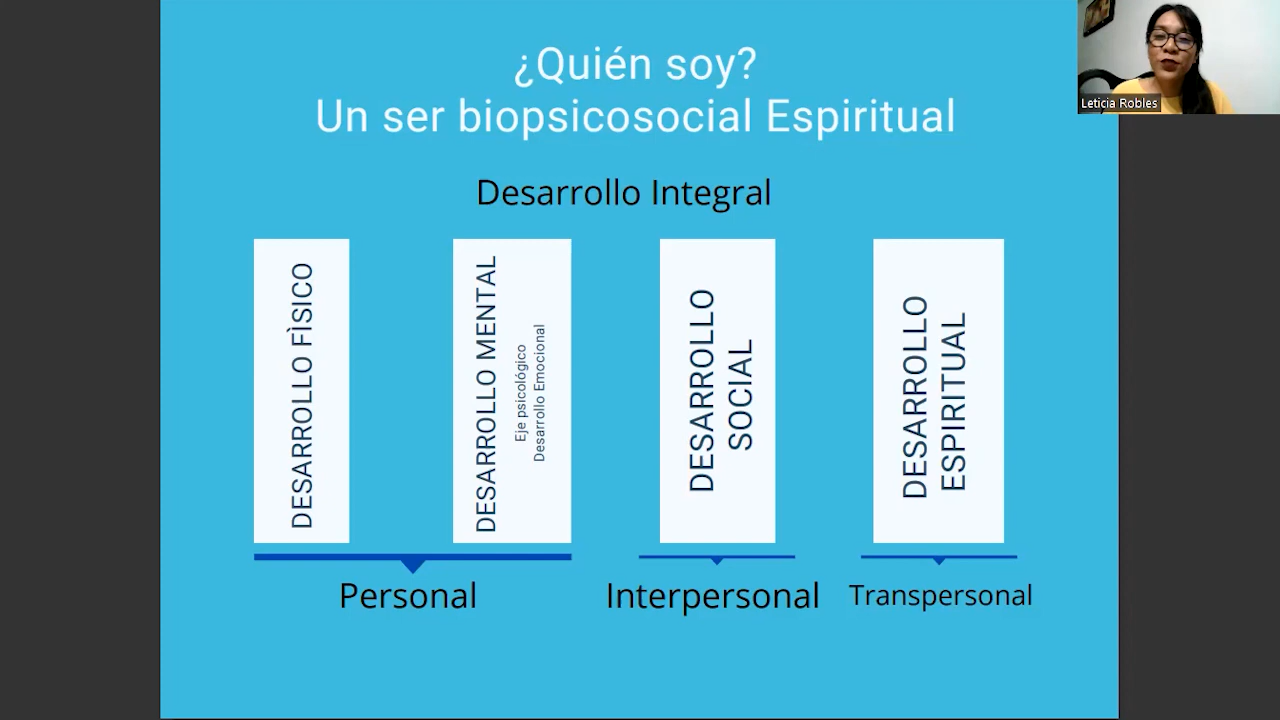 ¿Quién soy?
Un ser biopsicosocial Espiritual
Leticia Robles
Desarrollo Integral
DESARROLLO FÌSICO
DESARROLLO MENTAL
Eje psicológico
Desarrollo Emocional
DESARROLLO
SOCIAL
DESARROLLO
ESPIRITUAL
Personal
Interpersonal
Transpersonal